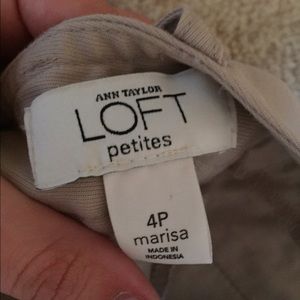 ANN TAYLOR
LOFT
petites
4P
marisa
MADE IN
INDONESIA